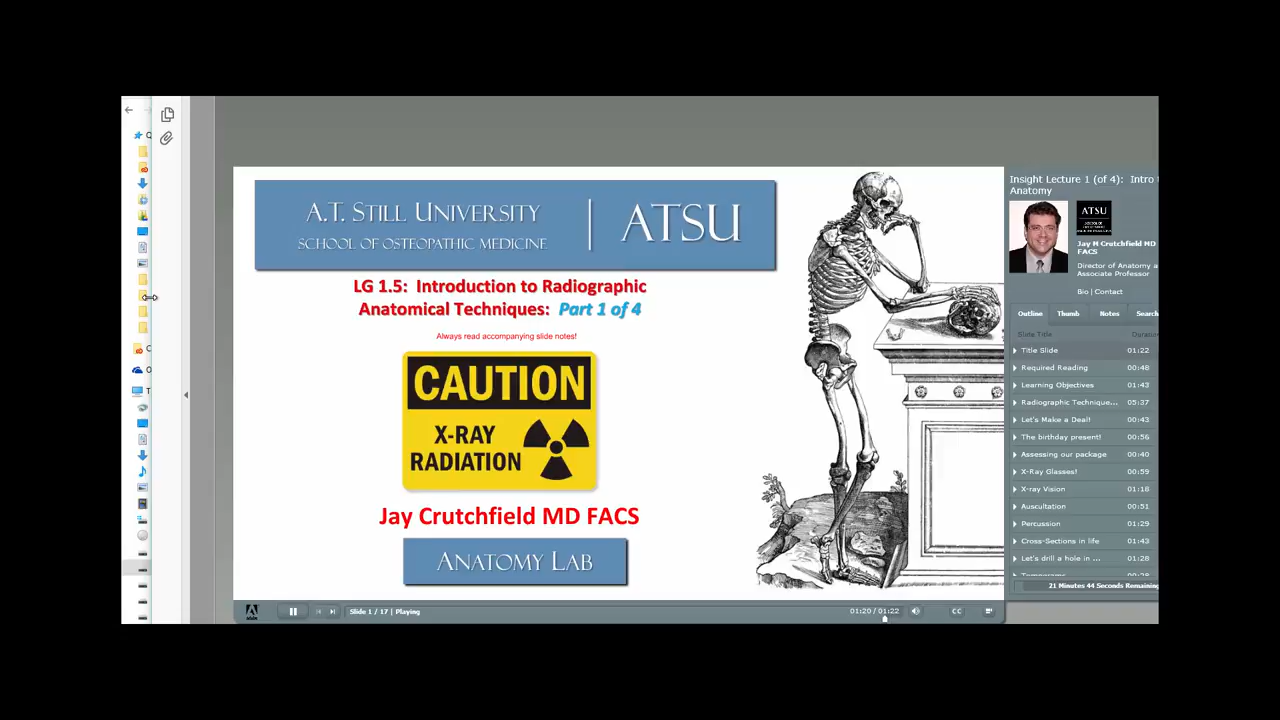 A.T. STILL UNIVERSITY
SCHOOL OF OSTEOPATHIC MEDICINE
ATSU
LG 1.5: Introduction to Radiographic
Anatomical Techniques: Part 1 of 4
Always read accompanying slide notes!
CAUTION
X-RAY
RADIATION
Jay Crutchfield MD FACS
ANATOMY LAB
Insight Lecture 1 (of 4): Intro
Anatomy
ATSU
Jay M Crutchfield MD
FACS
Director of Anatomy a
Associate Professor
Bio | Contact
Outline Thumb Notes Search
Slide Title Duratio
Title Slide 01:22
Required Reading 00:48
Learning Objectives 01:43
Radiographic Technique... 05:37
Let's Make a Deal! 00:43
The birthday present! 00:56
Assessing our package 00:40
X-Ray Glasses! 00:59
X-ray Vision 01:18
Auscultation 00:51
Percussion 01:29
Cross-Sections in life 01:43
Let's drill a hole in ... 01:28
21 Minutes 44 Seconds Remaining
Slide 1 / 17 | Playing
01:20 / 01:22
CC